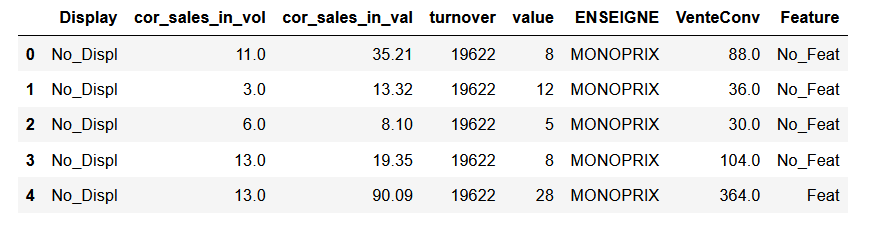 Display cor_sales_in_vol cor_sales_in_val turnover value ENSEIGNE VenteConv Feature
0 No_Displ 11.0 35.21 19622 8 MONOPRIX 88.0 No_Feat
1 No_Displ 3.0 13.32 19622 12 MONOPRIX 36.0 No_Feat
2 No_Displ 6.0 8.10 19622 5 MONOPRIX 30.0 No_Feat
3 No_Displ 13.0 19.35 19622 8 MONOPRIX 104.0 No_Feat
4 No_Displ 13.0 90.09 19622 28 MONOPRIX 364.0 Feat